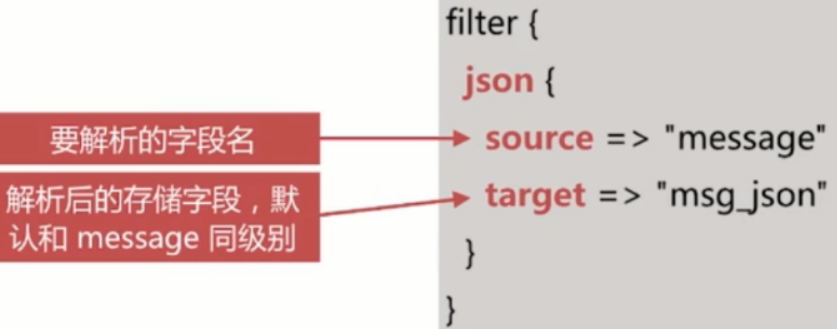 filter {
json {
要解析的字段名
source => "message"
解析后的存储字段，默
认和 message 同级别
target => "msg_json"
}
}